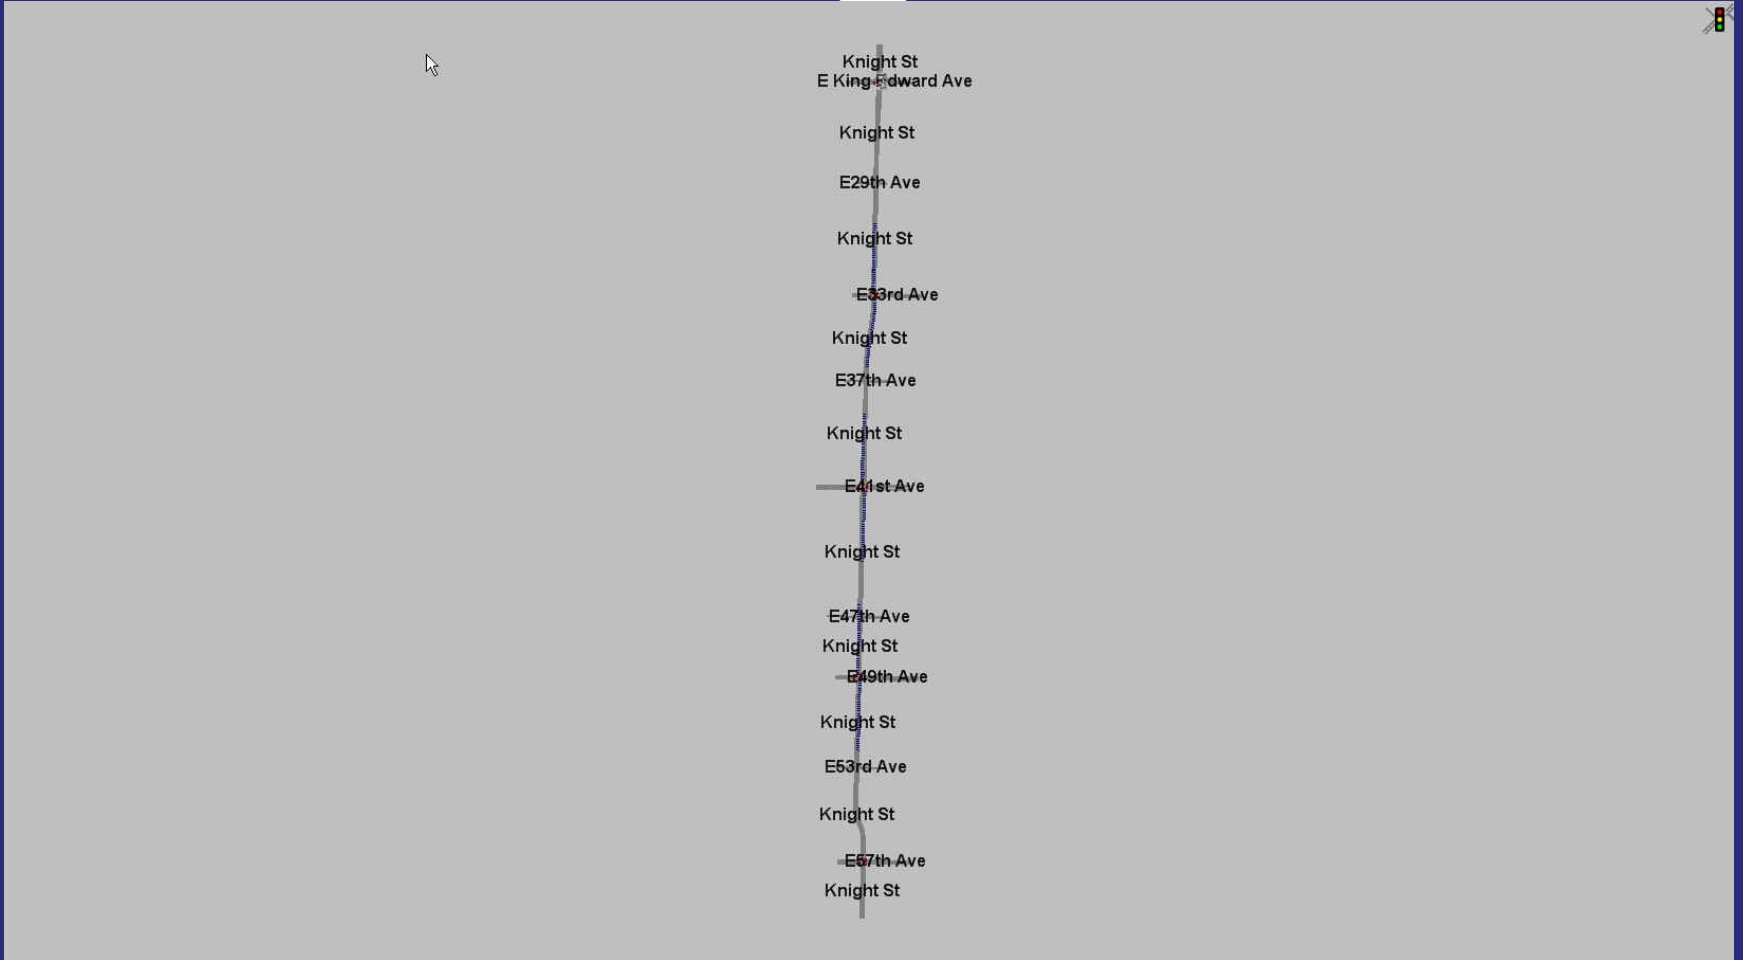 Knight St
E King Edward Ave
Knight St
E29th Ave
Knight St
E33rd Ave
Knight St
E37th Ave
Knight St
E41st Ave
Knight St
E47th Ave
Knight St
E49th Ave
Knight St
E53rd Ave
Knight St
E57th Ave
Knight St